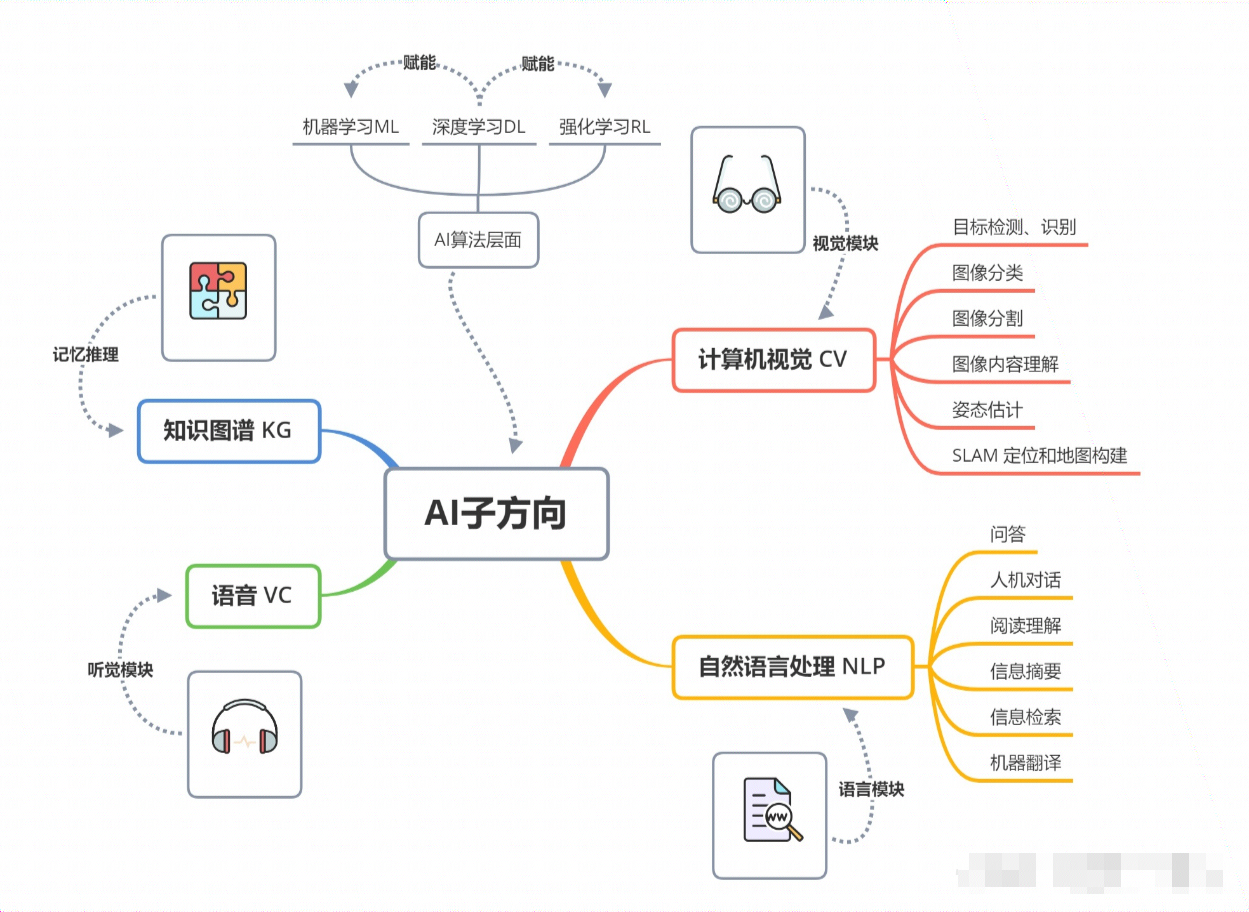 赋能
赋能
机器学习ML
深度学习DL
强化学习RL
AI算法层面
视觉模块
记忆推理
知识图谱 KG
计算机视觉 CV
目标检测、识别
图像分类
图像分割
图像内容理解
姿态估计
SLAM 定位和地图构建
AI子方向
语音 VC
听觉模块
自然语言处理 NLP
问答
人机对话
阅读理解
信息摘要
信息检索
机器翻译
语言模块
WW